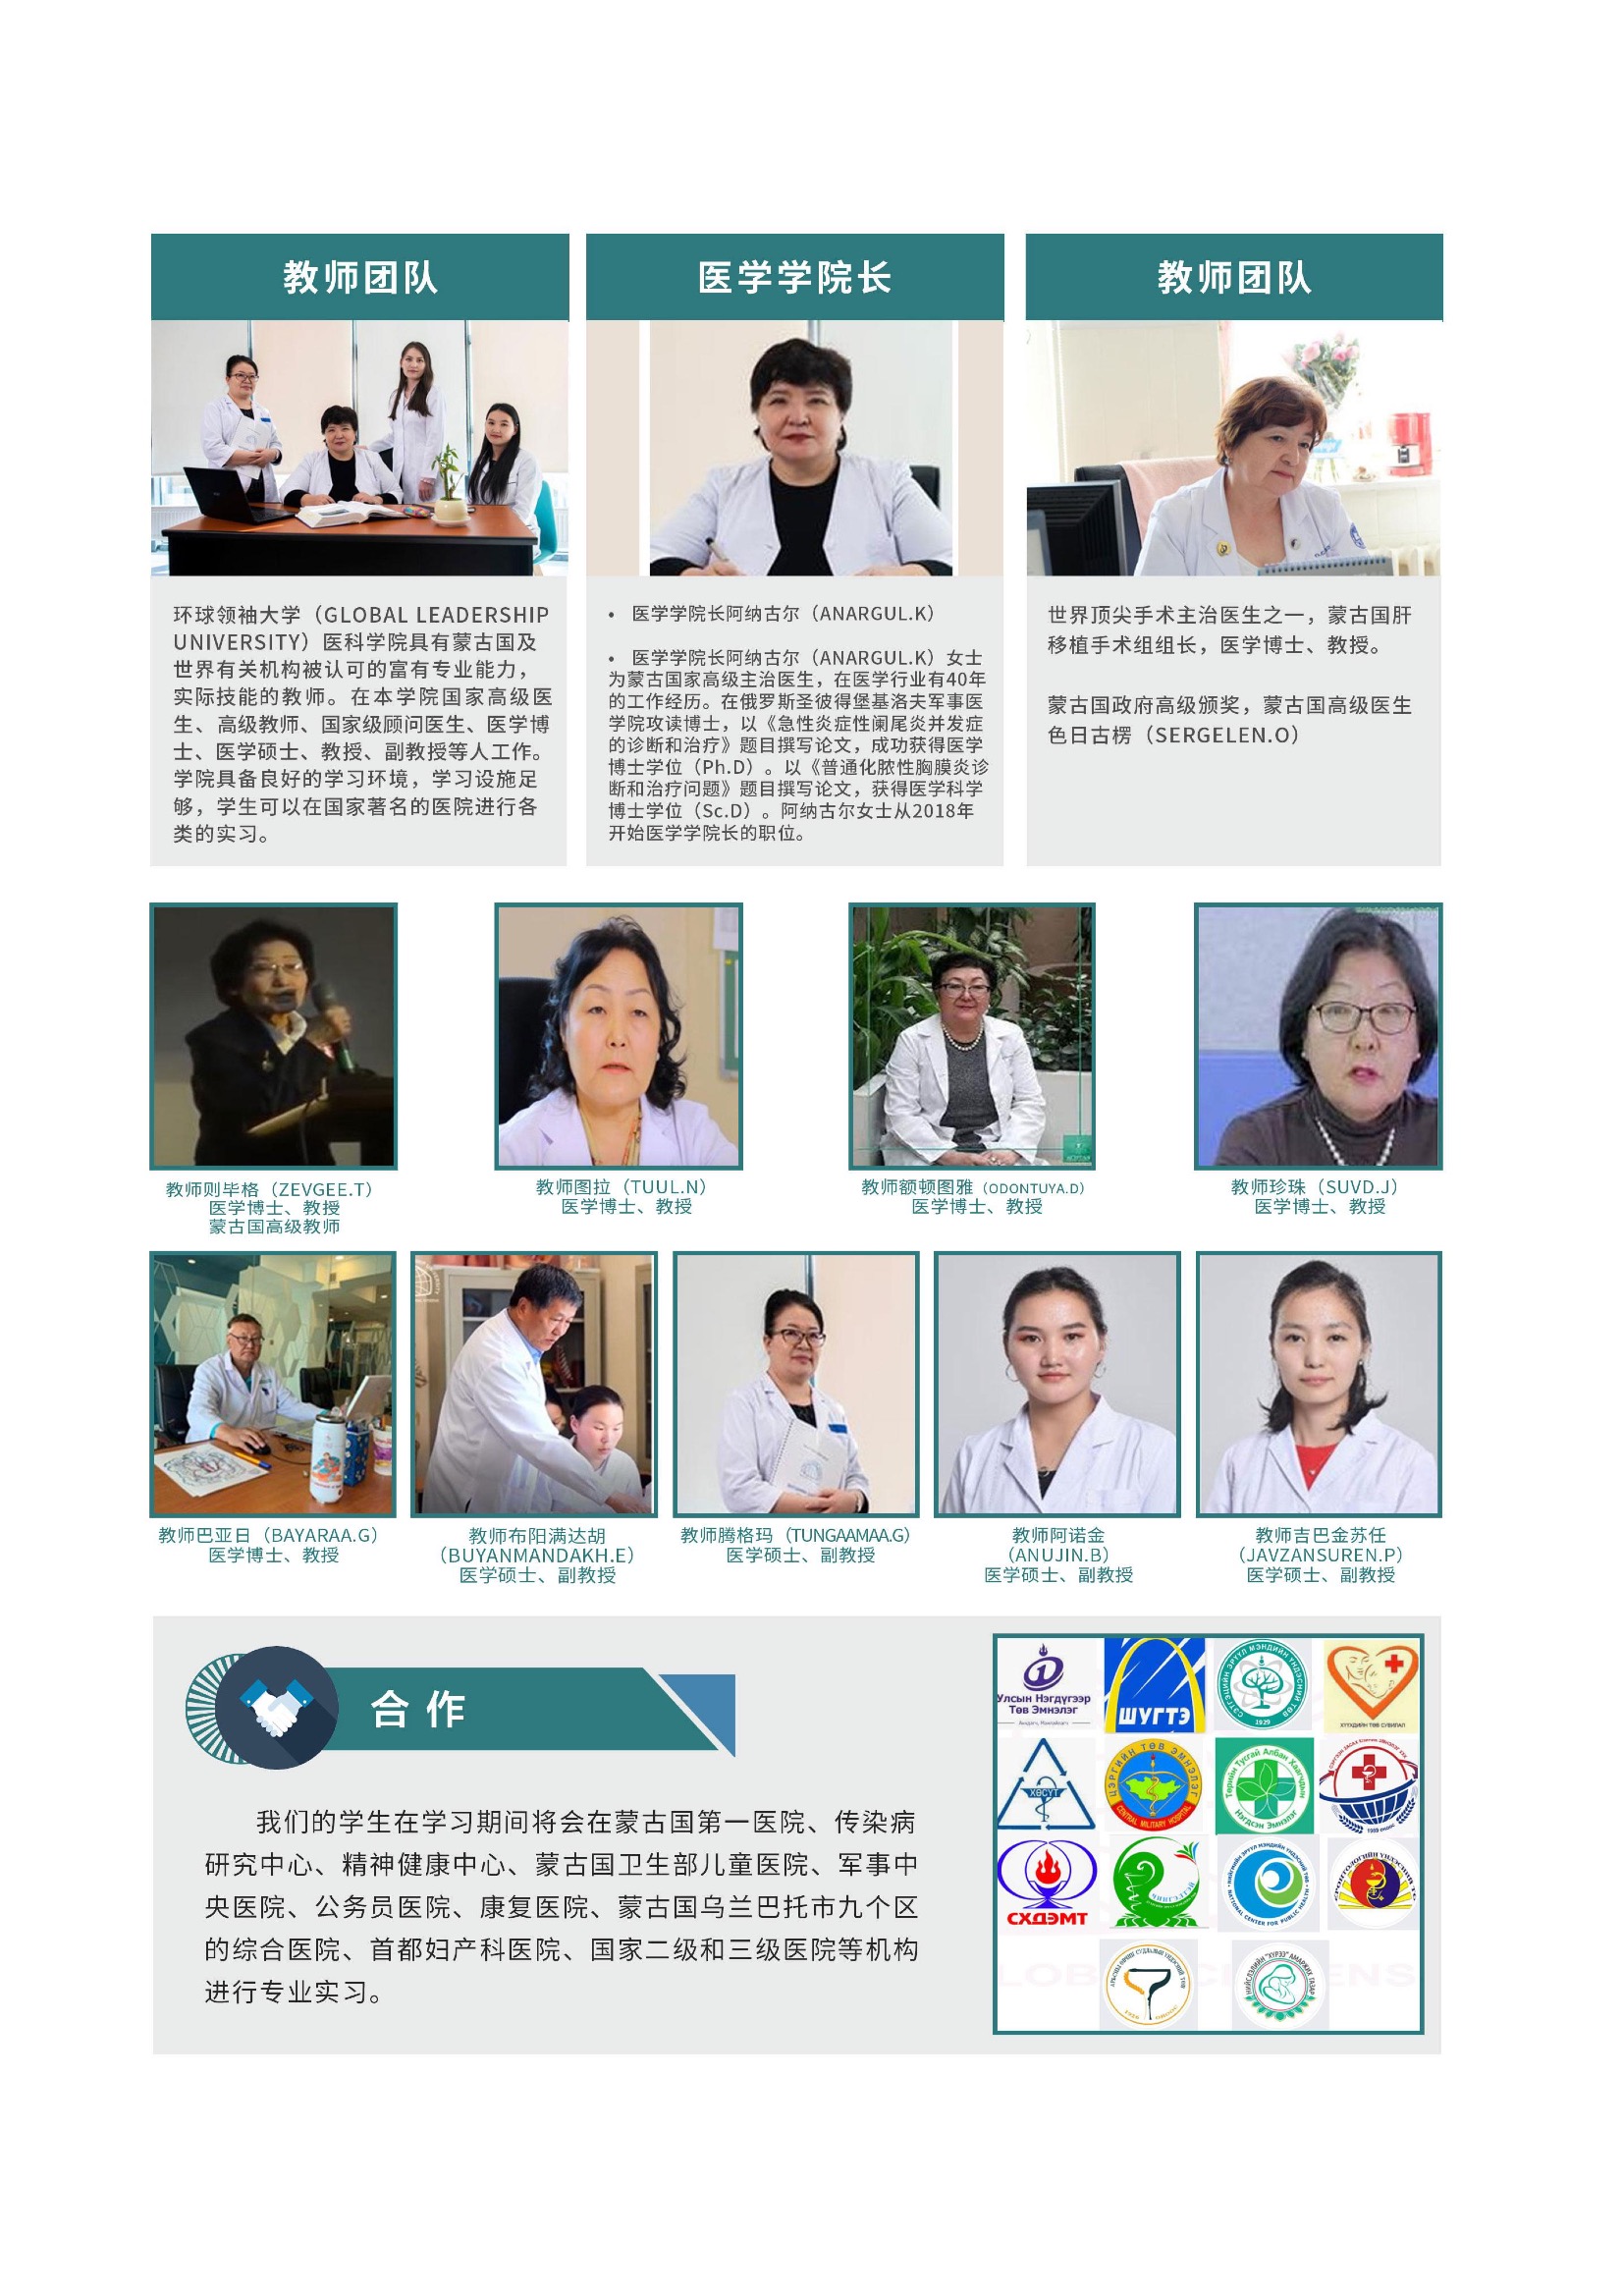 教师团队
医学学院长
教师团队
环球领袖大学（GLOBAL LEADERSHIP
UNIVERSITY）医科学院具有蒙古国及
世界有关机构被认可的富有专业能力，
实际技能的教师。在本学院国家高级医
生、高级教师、国家级顾问医生、医学博
士、医学硕士、教授、副教授等人工作。
学院具备良好的学习环境，学习设施足
够，学生可以在国家著名的医院进行各
类的实习。
• 医学学院长阿纳古尔（ANARGUL.K）
• 医学学院长阿纳古尔（ANARGUL.K）女士
为蒙古国家高级主治医生，在医学行业有40年
的工作经历。在俄罗斯圣彼得堡基洛夫军事医
学院攻读博士，以《急性炎症性阑尾炎并发症
的诊断和治疗》题目撰写论文，成功获得医学
博士学位（Ph.D）。以《普通化脓性胸膜炎诊
断和治疗问题》题目撰写论文，获得医学科学
博士学位（Sc.D）。阿纳古尔女士从2018年
开始医学学院长的职位。
世界顶尖手术主治医生之一，蒙古国肝
移植手术组组长，医学博士、教授。
蒙古国政府高级颁奖，蒙古国高级医生
色日古楞（SERGELEN.O）
教师则毕格（ZEVGEE.T）
医学博士、教授
蒙古国高级教师
教师图拉（TUUL.N）
医学博士、教授
教师额顿图雅（ODONTUYA.D）
医学博士、教授
教师珍珠（SUVD.J）
医学博士、教授
教师巴亚日（BAYARAA.G）
医学博士、教授
教师布阳满达胡
（BUYANMANDAKH.E）
医学硕士、副教授
教师腾格玛（TUNGAAMAA.G）
医学硕士、副教授
教师阿诺金
（ANUJIN.B）
医学硕士、副教授
教师吉巴金苏任
（JAVZANSUREN.P）
医学硕士、副教授
合作
我们的学生在学习期间将会在蒙古国第一医院、传染病
研究中心、精神健康中心、蒙古国卫生部儿童医院、军事中
央医院、公务员医院、康复医院、蒙古国乌兰巴托市九个区
的综合医院、首都妇产科医院、国家二级和三级医院等机构
进行专业实习。
Улсын Нэгдүгээр
Төв Эмнэлэг
ШУГТЭ
СЭТГЭЦИЙН ЭРҮҮЛ МЭНДИЙН ҮНДЭСНИЙ ТӨВ
1929
ХҮҮХДИЙН ТӨВ СУВИЛАЛ
ХӨСҮТ
ЦЭРГИЙН ТӨВ ЭМНЭЛЭГ
CENTRAL MILITARY HOSPITAL
Төрийн Тусгай Албан Хаагчдын
Нэгдсэн Эмнэлэг
СХДЭМТ
NATIONAL CENTER FOR PUBLIC HEALTH